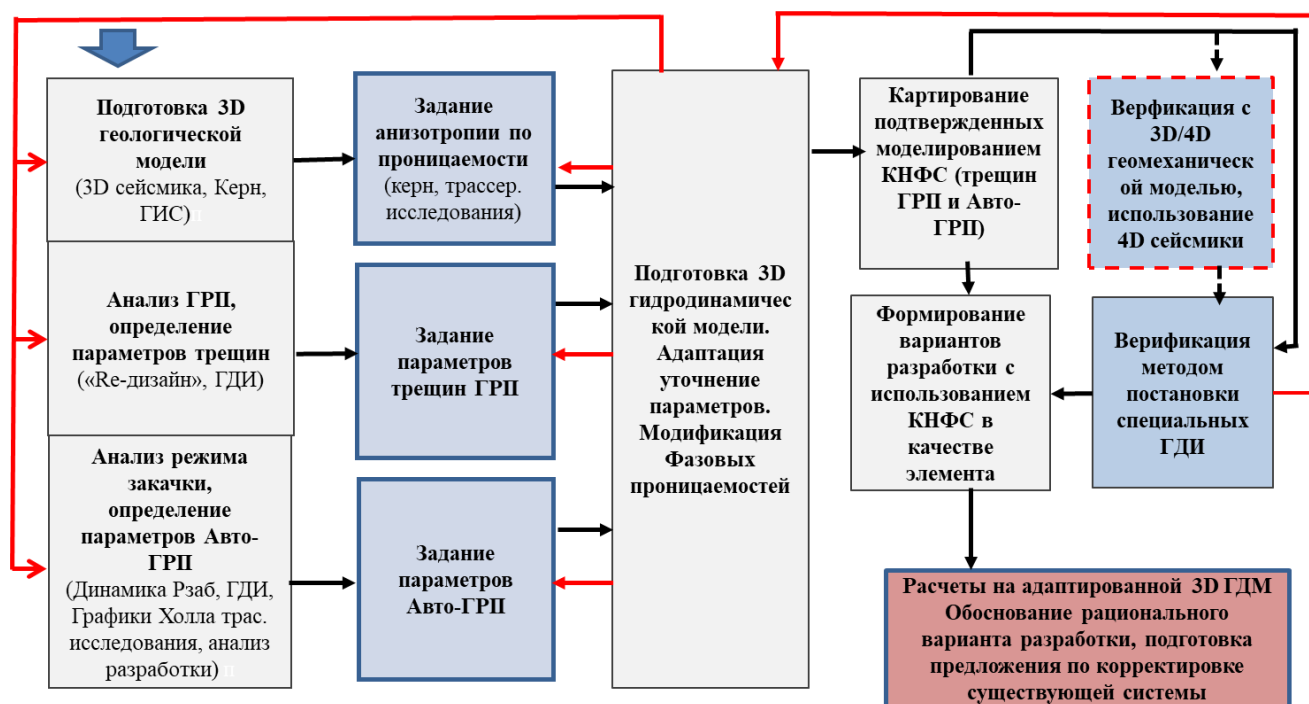 Подготовка 3D
геологической
модели
(3D сейсмика, Керн,
ГИС)
Задание
анизотропии по
проницаемости
(керн, трассер.
исследования)
Анализ ГРП,
определение
параметров трещин
(«Re-дизайн», ГДИ)
Задание
параметров
трещин ГРП
Анализ режима
закачки,
определение
параметров Авто-
ГРП
(Динамика Рзаб, ГДИ,
Графики Холла трас.
исследования, анализ
разработки)
Задание
параметров
Авто-ГРП
Подготовка 3D
гидродинамичес
кой модели.
Адаптация
уточнение
параметров.
Модификация
Фазовых
проницаемостей
Картирование
подтвержденных
моделированием
КНФС (трещин
ГРП и Авто-
ГРП)
Верфикация с
3D/4D
геомеханическ
ой моделью,
использование
4D сейсмики
Формирование
вариантов
разработки с
использованием
КНФС в
качестве
элемента
Верификация
методом
постановки
специальных
ГДИ
Расчеты на адаптированной 3D ГДМ
Обоснование рационального
варианта разработки, подготовка
предложения по корректировке
существующей системы